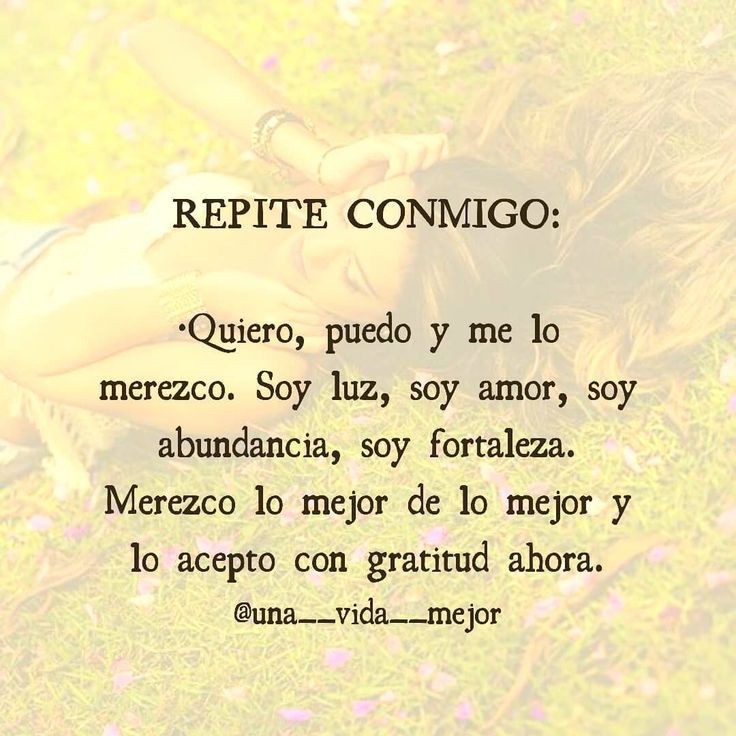 REPITE CONMIGO:
·Quiero, puedo y me lo
merezco. Soy luz, soy amor, soy
abundancia, soy fortaleza.
Merezco lo mejor de lo mejor y
lo acepto con gratitud ahora.
@una__vida__mejor